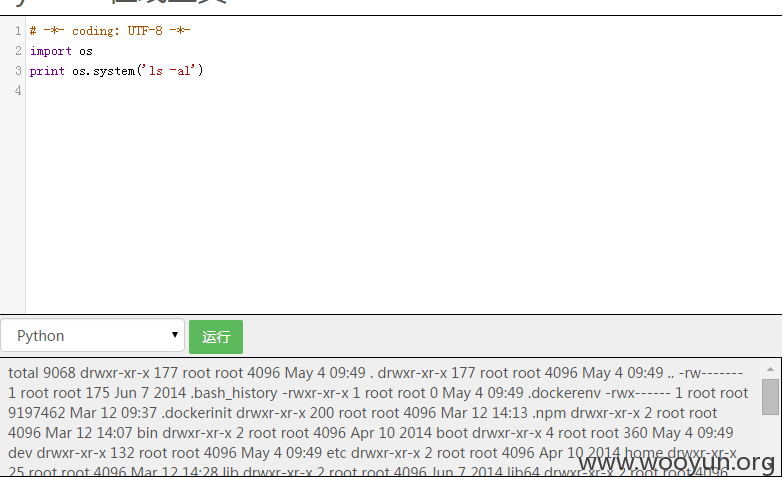 1 # -*- coding: UTF-8 -*-
2 import os
3 print os.system('ls -al')
4
Python
运行
total 9068 drwxr-xr-x 177 root root 4096 May 4 09:49 . drwxr-xr-x 177 root root 4096 May 4 09:49 .. -rw-------
1 root root 175 Jun 7 2014 .bash_history -rwxr-xr-x 1 root root 0 May 4 09:49 .dockerenv -rwx------ 1 root root
9197462 Mar 12 09:37 .dockerinit drwxr-xr-x 200 root root 4096 Mar 12 14:13 .npm drwxr-xr-x 2 root root
4096 Mar 12 14:07 bin drwxr-xr-x 2 root root 4096 Apr 10 2014 boot drwxr-xr-x 4 root root 360 May 4 09:49
dev drwxr-xr-x 132 root root 4096 May 4 09:49 etc drwxr-xr-x 2 root root 4096 Apr 10 2014 home drwxr-xr-x
25 root root 4096 Mar 12 14:28 lib drwxr-xr-x 2 root root 4096 Jun 7 2014 lib64 drwxr-xr-x 2 root root 4096
www.wooyun.org